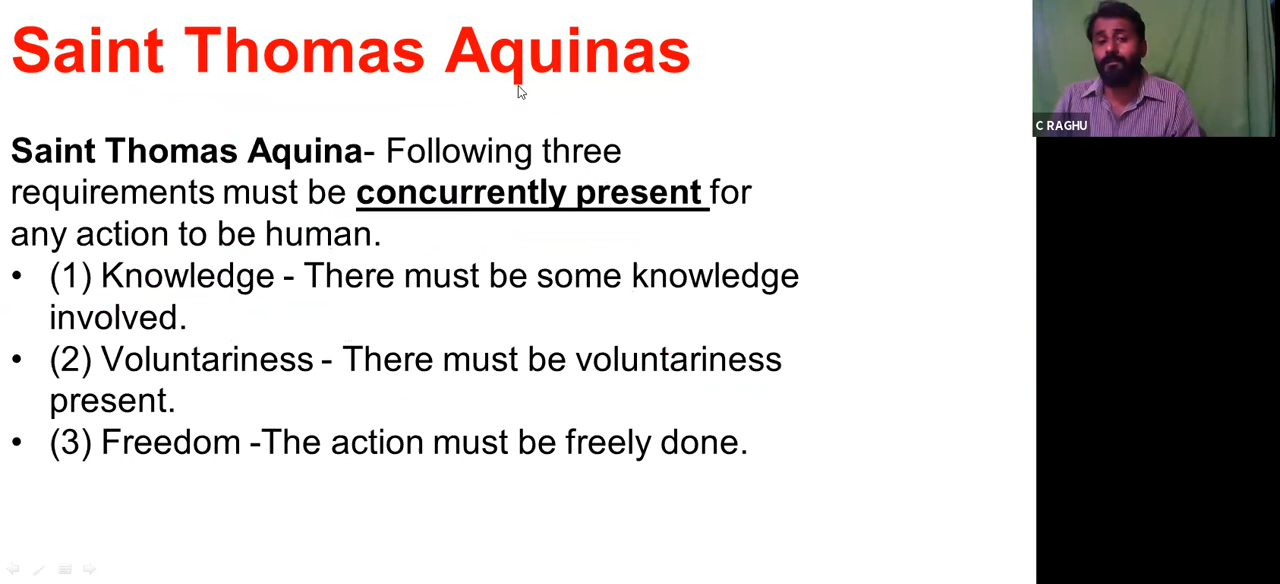 Saint Thomas Aquinas
Saint Thomas Aquina- Following three
requirements must be concurrently present for
any action to be human.
• (1) Knowledge - There must be some knowledge
involved.
• (2) Voluntariness - There must be voluntariness
present.
• (3) Freedom -The action must be freely done.
C RAGHU